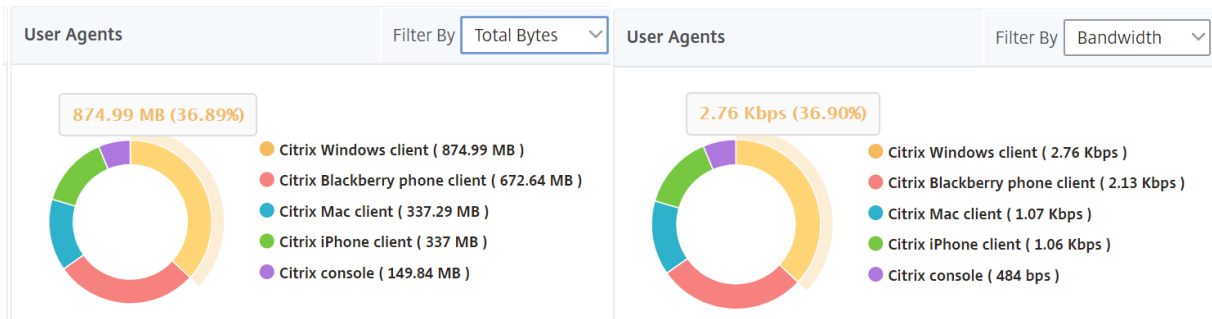 User Agents
Filter By Total Bytes
874.99 MB (36.89%)
Citrix Windows client ( 874.99 MB )
Citrix Blackberry phone client ( 672.64 MB )
Citrix Mac client ( 337.29 MB )
Citrix iPhone client ( 337 MB )
Citrix console ( 149.84 MB )
User Agents
Filter By Bandwidth
2.76 Kbps (36.90%)
Citrix Windows client ( 2.76 Kbps )
Citrix Blackberry phone client ( 2.13 Kbps )
Citrix Mac client ( 1.07 Kbps )
Citrix iPhone client ( 1.06 Kbps )
Citrix console ( 484 bps )